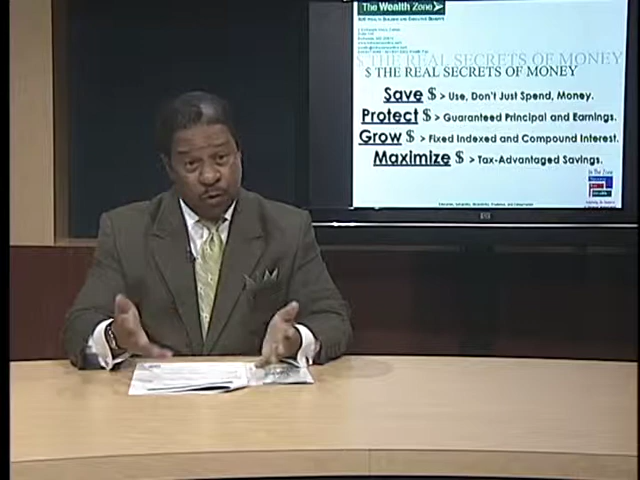 The Wealth Zone
$ THE REAL SECRETS OF MONEY
$ THE REAL SECRETS OF MONEY
Save $ > Use, Don't Just Spend, Money.
Protect $ > Guaranteed Principal and Earnings.
Grow $ > Fixed Indexed and Compound Interest.
Maximize $ > Tax-Advantaged Savings.
In The Zone
hp